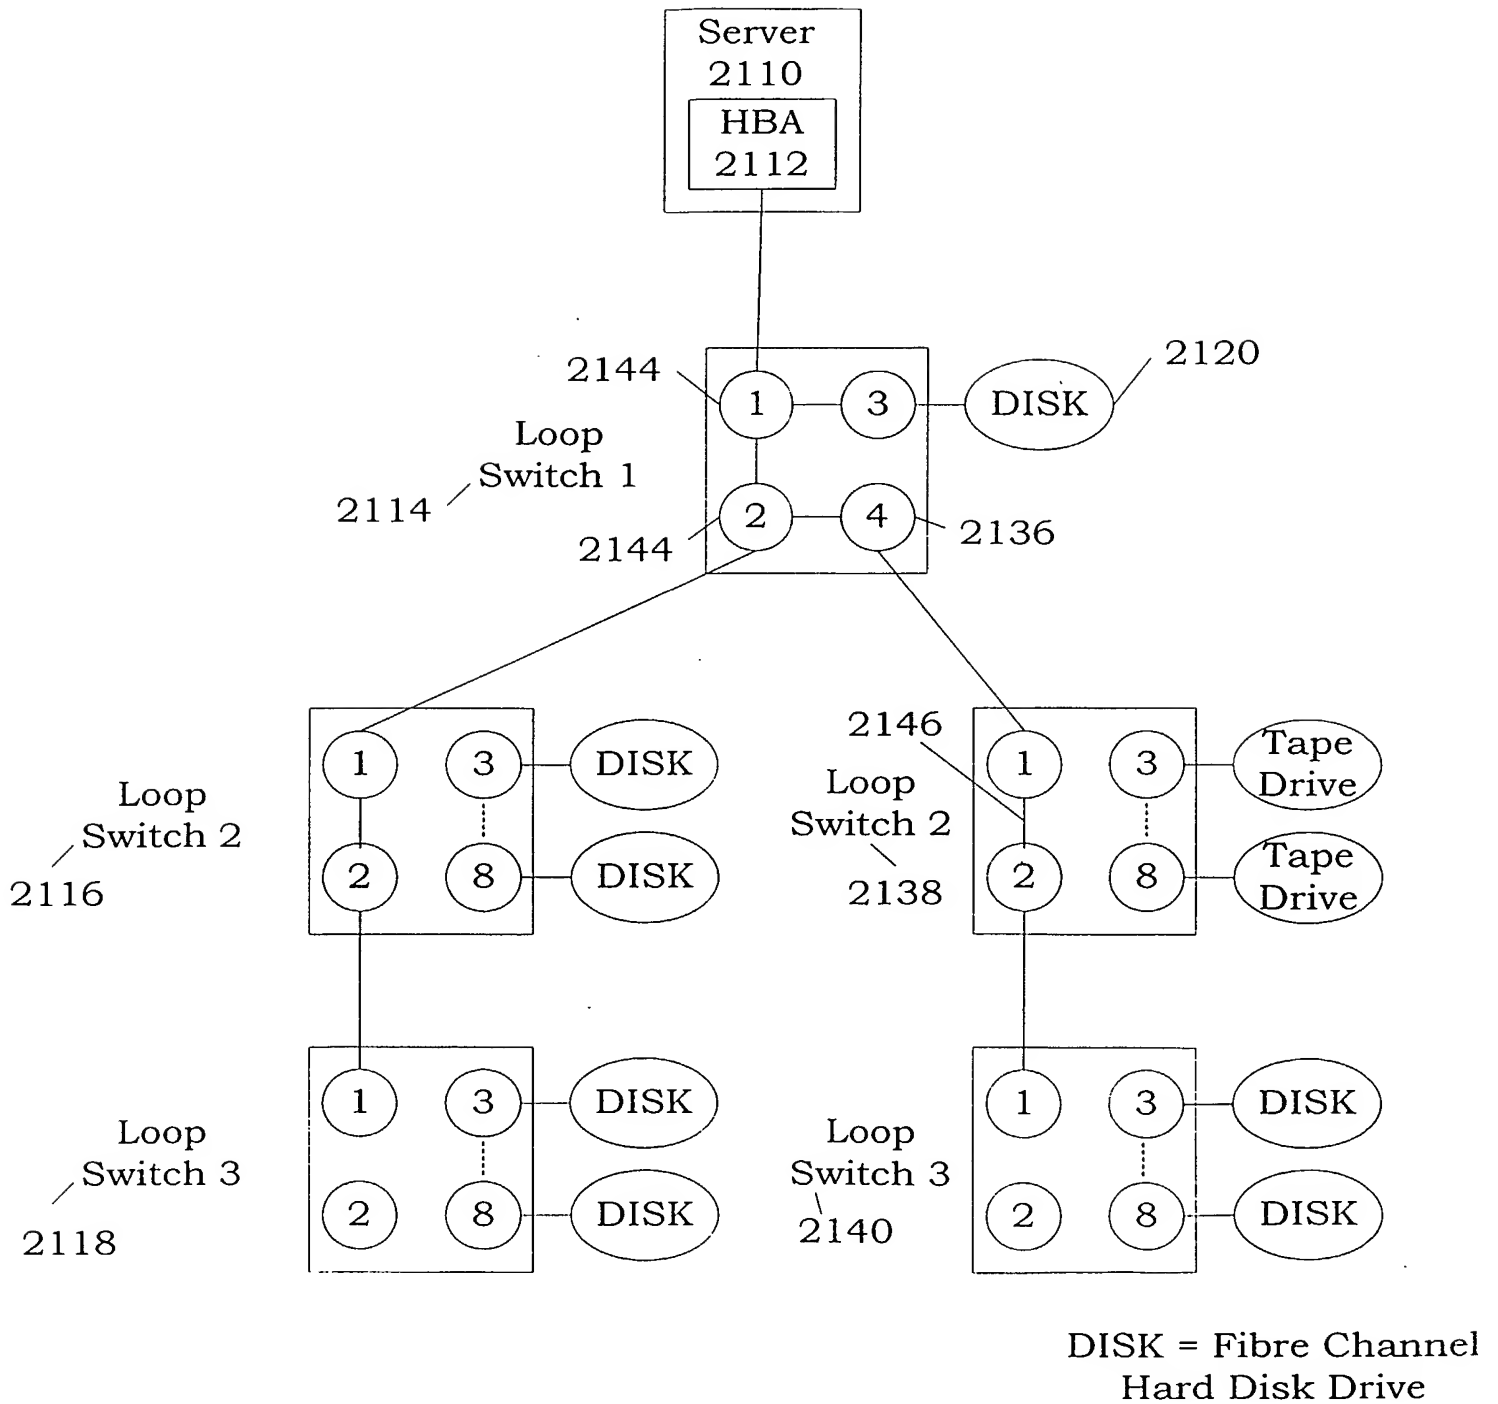 Server
2110
HBA
2112
2144
1
3
DISK
2120
Loop
Switch 1
2114
2
4
2144
2136
1
3
DISK
Loop
Switch 2
2116
2
8
DISK
2146
Loop
Switch 2
2138
1
3
Tape
Drive
2
8
Tape
Drive
Loop
Switch 3
2118
1
3
DISK
2
8
DISK
Loop
Switch 3
2140
1
3
DISK
2
8
DISK
DISK = Fibre Channel
Hard Disk Drive